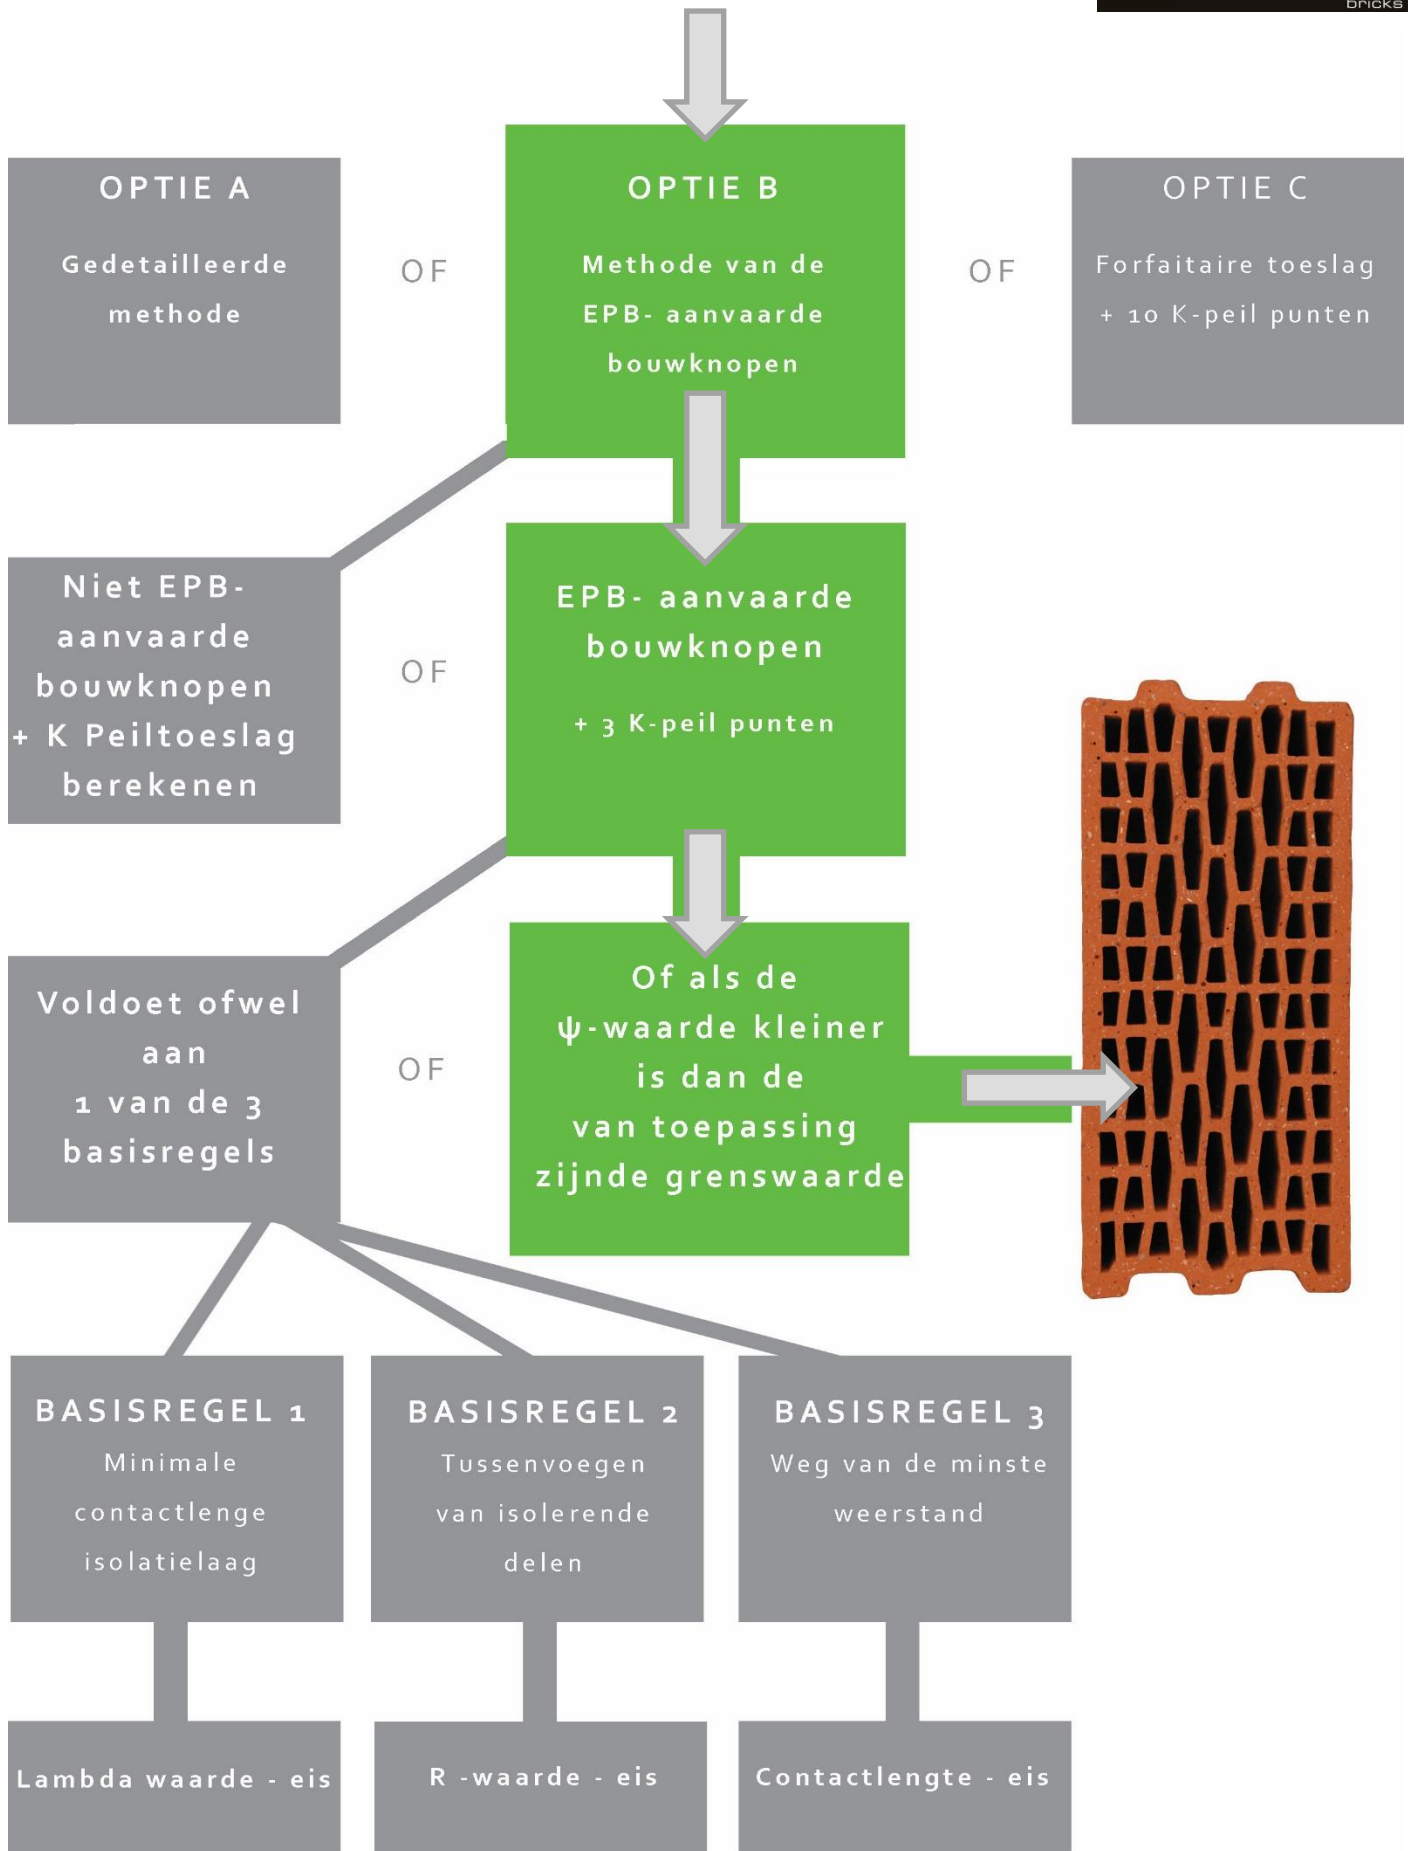 bricks
OPTIE A
Gedetailleerde
methode
OF
OPTIE B
Methode van de
EPB- aanvaarde
bouwknopen
OF
OPTIE C
Forfaitaire toeslag
+ 10 K-peil punten
Niet EPB-
aanvaarde
bouwknopen
+ K Peiltoeslag
berekenen
OF
EPB- aanvaarde
bouwknopen
+ 3 K-peil punten
Voldoet ofwel
aan
1 van de 3
basisregels
OF
Of als de
ψ-waarde kleiner
is dan de
van toepassing
zijnde grenswaarde
BASISREGEL 1
Minimale
contactlenge
isolatielaag
BASISREGEL 2
Tussenvoegen
van isolerende
delen
BASISREGEL 3
Weg van de minste
weerstand
Lambda waarde - eis
R -waarde - eis
Contactlengte - eis